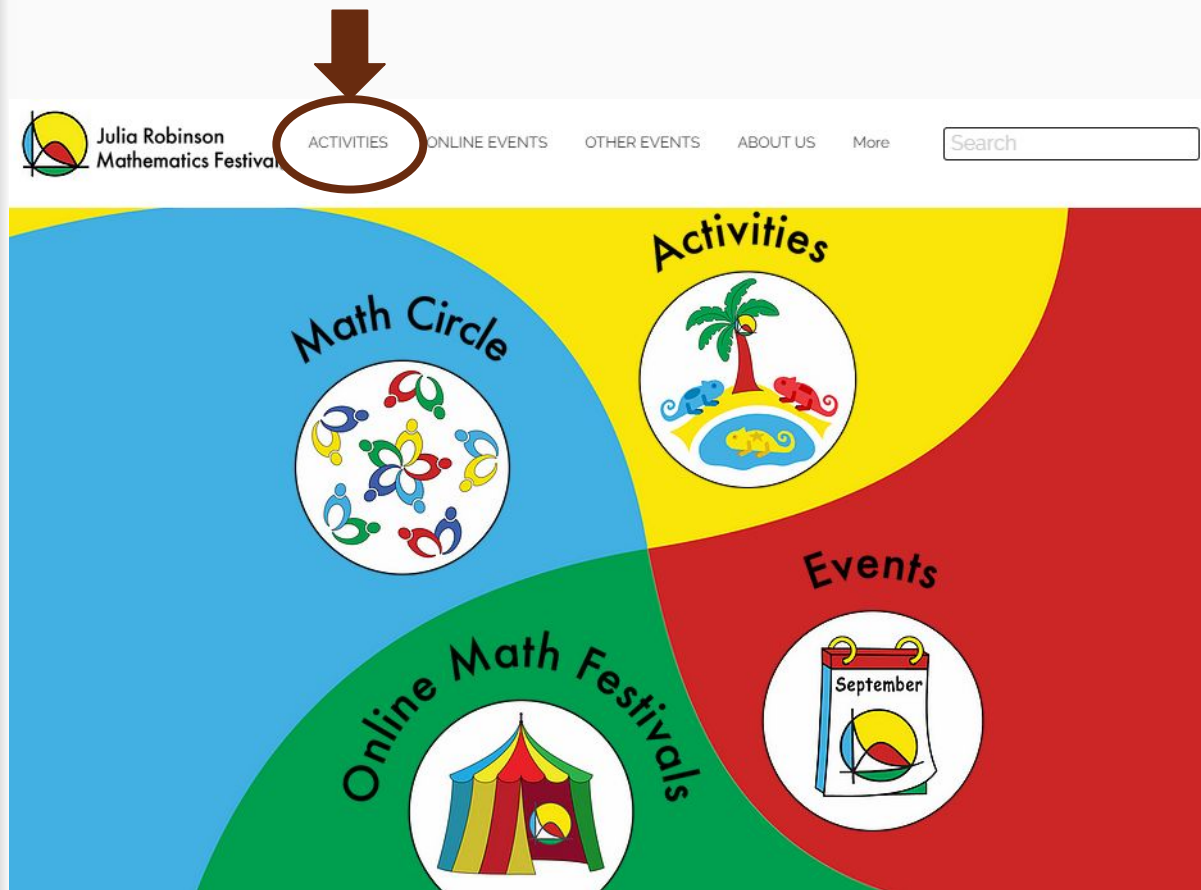 Julia Robinson
Mathematics Festival
ACTIVITIES
ONLINE EVENTS
OTHER EVENTS
ABOUT US
More
Search
Activities
Math Circle
Events
September
Online Math Festivals